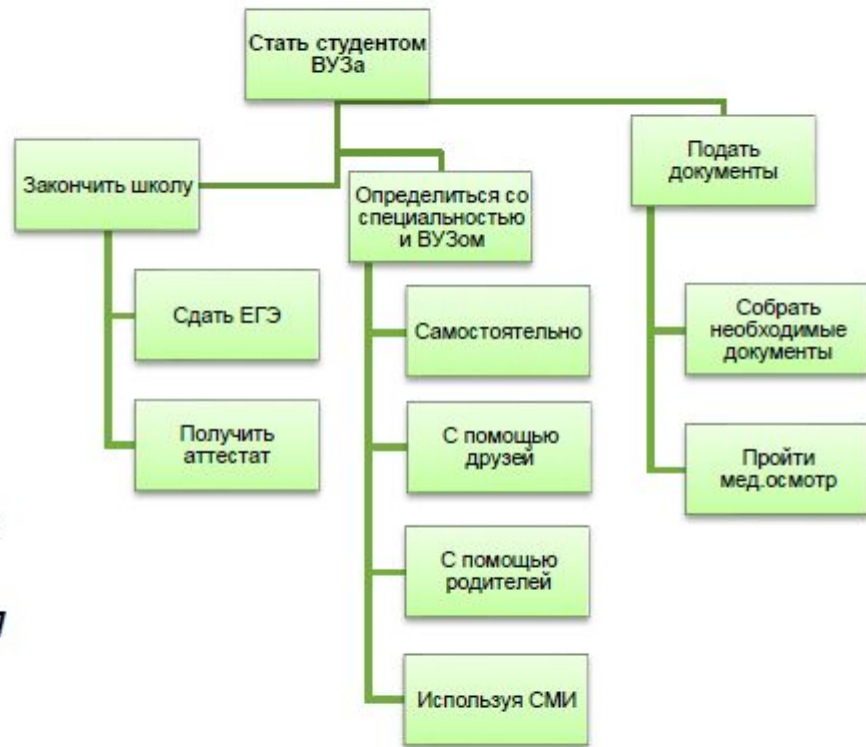 Стать студентом
ВУЗа
Закончить школу
Сдать ЕГЭ
Получить
аттестат
Определиться со
специальностью
и ВУЗом
Самостоятельно
С помощью
друзей
С помощью
родителей
Используя СМИ
Подать
документы
Собрать
необходимые
документы
Пройти
мед.осмотр